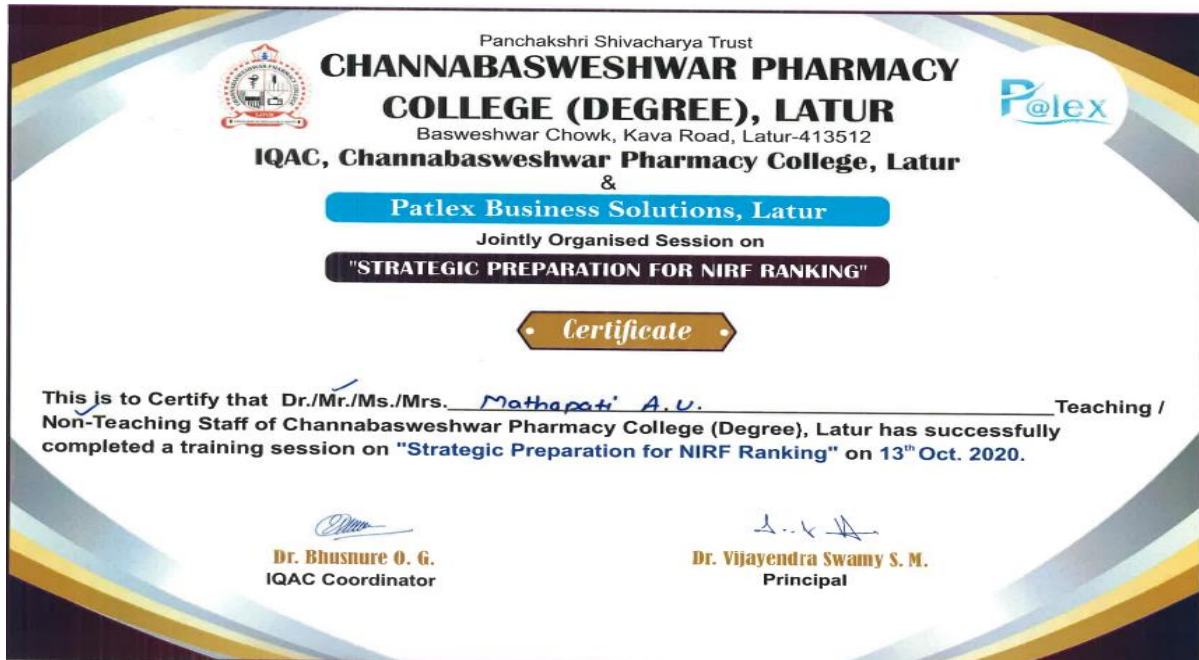 Panchakshri Shivacharya Trust
CHANNABASWESHWAR PHARMACY
COLLEGE (DEGREE), LATUR
Basweshwar Chowk, Kava Road, Latur-413512
IQAC, Channabasweshwar Pharmacy College, Latur
&
Patlex Business Solutions, Latur
Jointly Organised Session on
"STRATEGIC PREPARATION FOR NIRF RANKING"
Certificate
This is to Certify that Dr./Mr./Ms./Mrs. Mathapati A.U. Teaching /
Non-Teaching Staff of Channabasweshwar Pharmacy College (Degree), Latur has successfully
completed a training session on "Strategic Preparation for NIRF Ranking" on 13th Oct. 2020.
Dr. Bhusnure O. G.
IQAC Coordinator
Dr. Vijayendra Swamy S. M.
Principal
P@lex